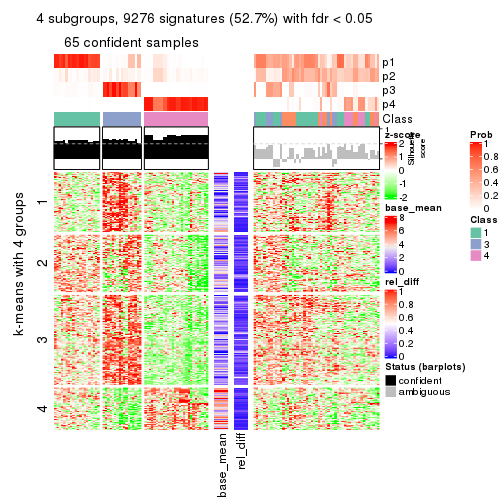 4 subgroups, 9276 signatures (52.7%) with fdr < 0.05
65 confident samples
p1
p2
p3
p4
Class
1
Silhouette
score
z-score
2
1
0
-1
-2
base_mean
8
6
4
2
0
rel_diff
1
0.8
0.6
0.4
0.2
0
Status (barplots)
confident
ambiguous
Prob
1
0.8
0.6
0.4
0.2
0
Class
1
3
4
k-means with 4 groups
1
2
3
4
base_mean
rel_diff